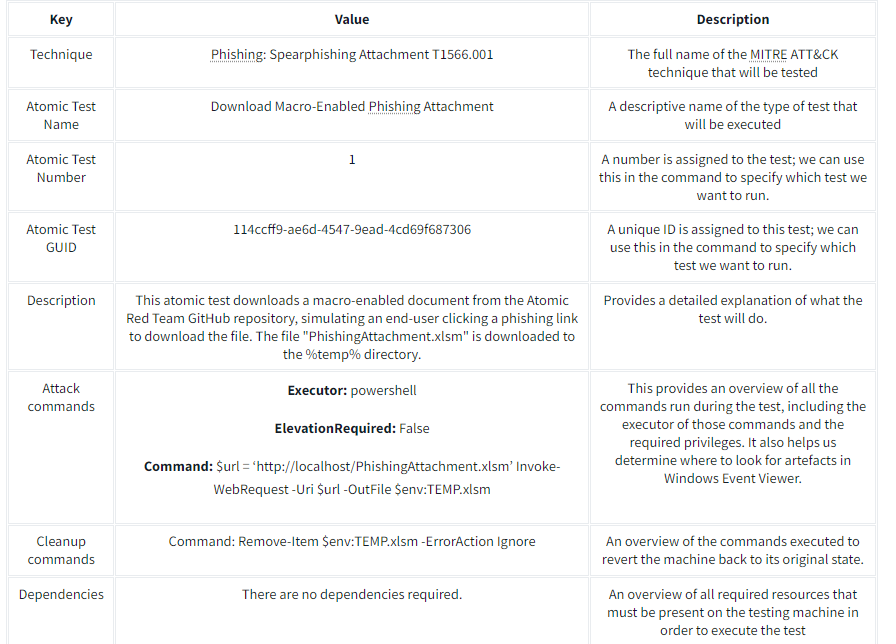 Key Value Description
Technique Phishing: Spearphishing Attachment T1566.001 The full name of the MITRE ATT&CK
technique that will be tested
Atomic Test
Name
Download Macro-Enabled Phishing Attachment
A descriptive name of the type of test that
will be executed
Atomic Test
Number
1
A number is assigned to the test; we can use
this in the command to specify which test we
want to run.
Atomic Test
GUID
114ccff9-ae6d-4547-9ead-4cd69f687306
A unique ID is assigned to this test; we can
use this in the command to specify which
test we want to run.
Description
This atomic test downloads a macro-enabled document from the Atomic
Red Team GitHub repository, simulating an end-user clicking a phishing link
to download the file. The file "PhishingAttachment.xlsm" is downloaded to
the %temp% directory.
Provides a detailed explanation of what the
test will do.
Attack
commands
Executor: powershell
ElevationRequired: False
Command: $url = ‘http://localhost/PhishingAttachment.xlsm’ Invoke-
WebRequest -Uri $url -OutFile $env:TEMP.xlsm
This provides an overview of all the
commands run during the test, including the
executor of those commands and the
required privileges. It also helps us
determine where to look for artefacts in
Windows Event Viewer.
Cleanup
commands
Command: Remove-Item $env:TEMP.xlsm -ErrorAction Ignore
An overview of the commands executed to
revert the machine back to its original state.
Dependencies
There are no dependencies required.
An overview of all required resources that
must be present on the testing machine in
order to execute the test